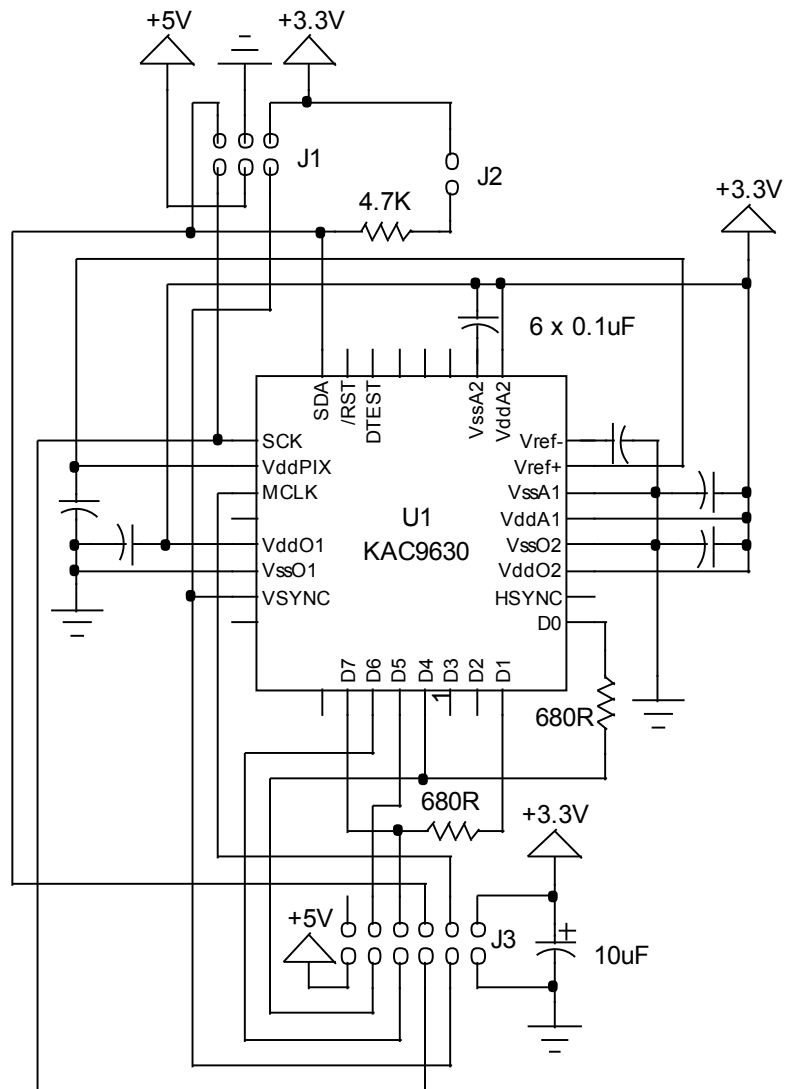 +5V
+3.3V
J1
J2
4.7K
+3.3V
6 x 0.1uF
SDA
/RST
DTEST
VssA2
VddA2
SCK
VddPIX
MCLK
VddO1
VssO1
VSYNC
U1
KAC9630
Vref-
Vref+
VssA1
VddA1
VssO2
VddO2
HSYNC
D0
D7
D6
D5
D4
D3
D2
D1
1
680R
680R
+3.3V
+5V
J3
+
10uF